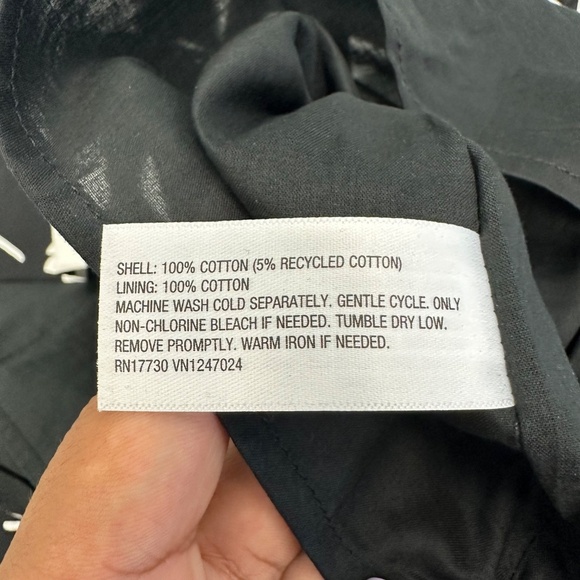 SHELL: 100% COTTON (5% RECYCLED COTTON)
LINING: 100% COTTON
MACHINE WASH COLD SEPARATELY. GENTLE CYCLE. ONLY
NON-CHLORINE BLEACH IF NEEDED. TUMBLE DRY LOW.
REMOVE PROMPTLY. WARM IRON IF NEEDED.
RN17730 VN1247024